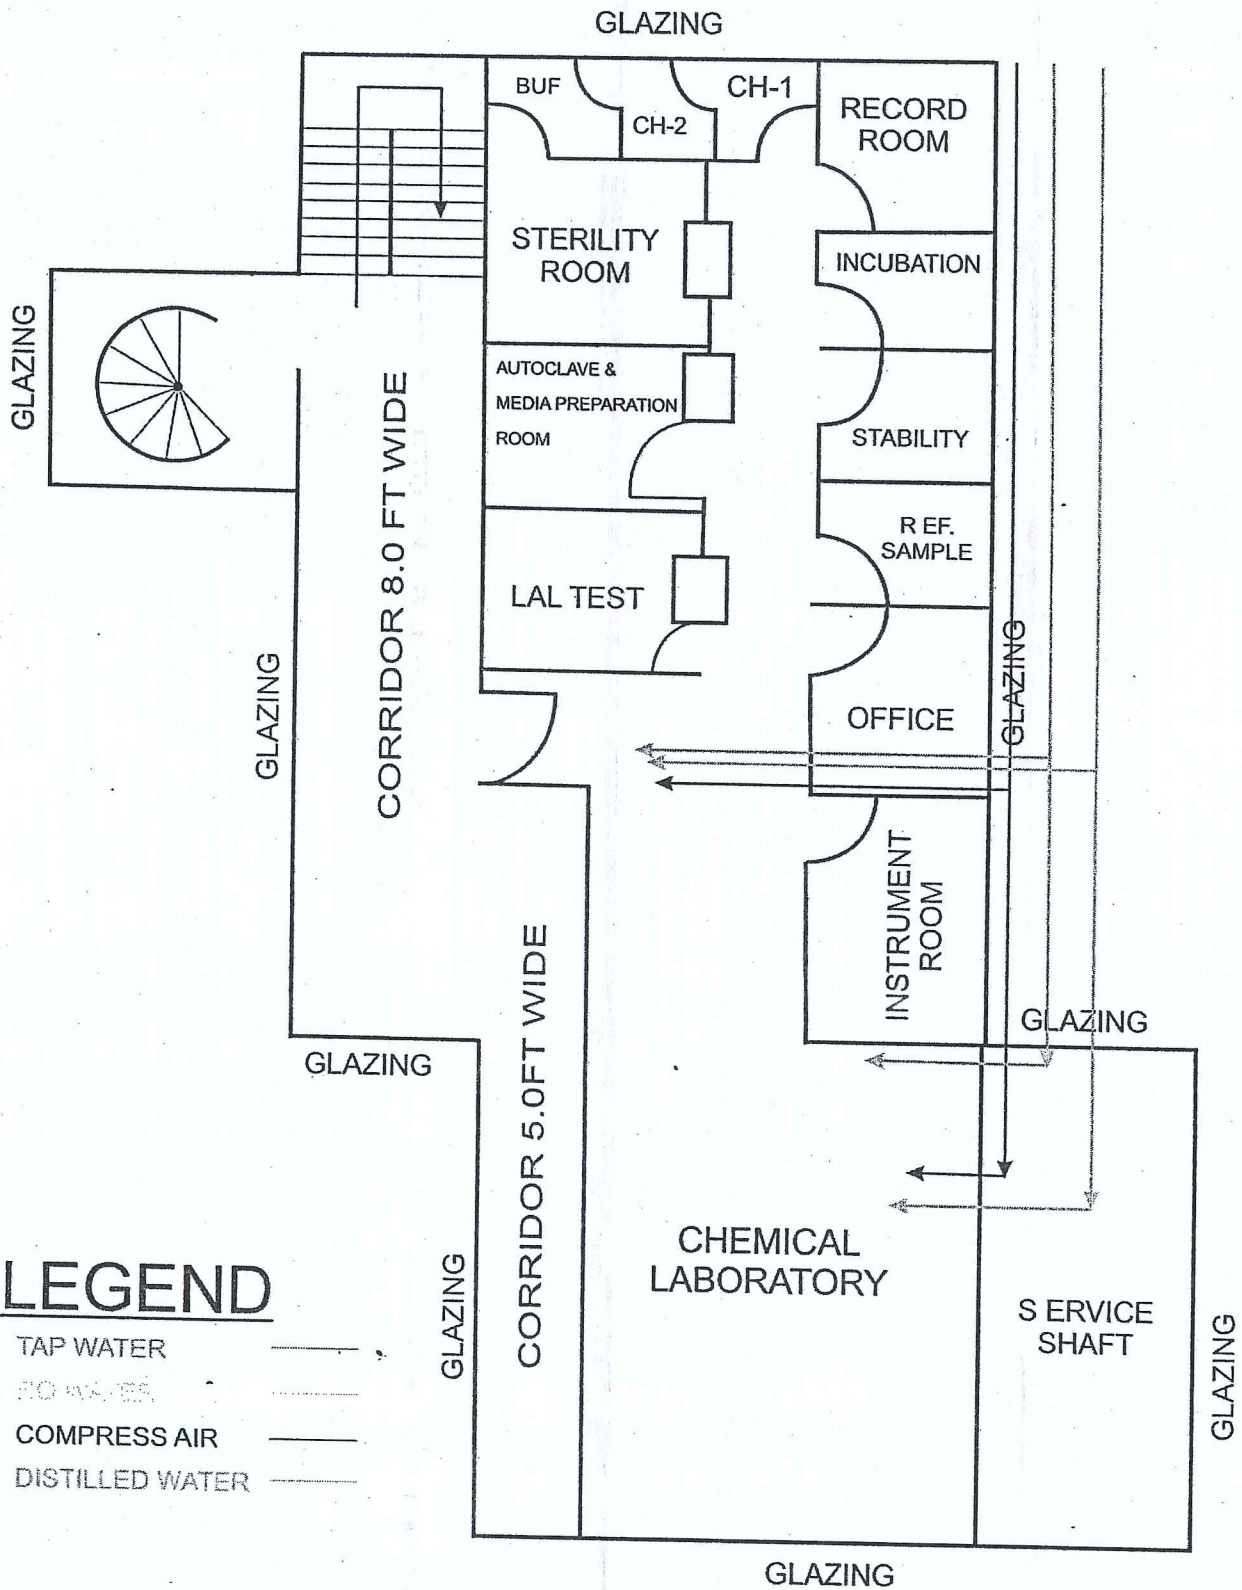 GLAZING
BUF
CH-2
CH-1
RECORD
ROOM
STERILITY
ROOM
INCUBATION
GLAZING
AUTOCLAVE &
MEDIA PREPARATION
ROOM
STABILITY
CORRIDOR 8.0 FT WIDE
R EF.
SAMPLE
LAL TEST
GLAZING
GLAZING
OFFICE
INSTRUMENT
ROOM
CORRIDOR 5.0FT WIDE
GLAZING
GLAZING
CHEMICAL
LABORATORY
GLAZING
S ERVICE
SHAFT
GLAZING
LEGEND
TAP WATER
COMPRESS AIR
DISTILLED WATER
GLAZING